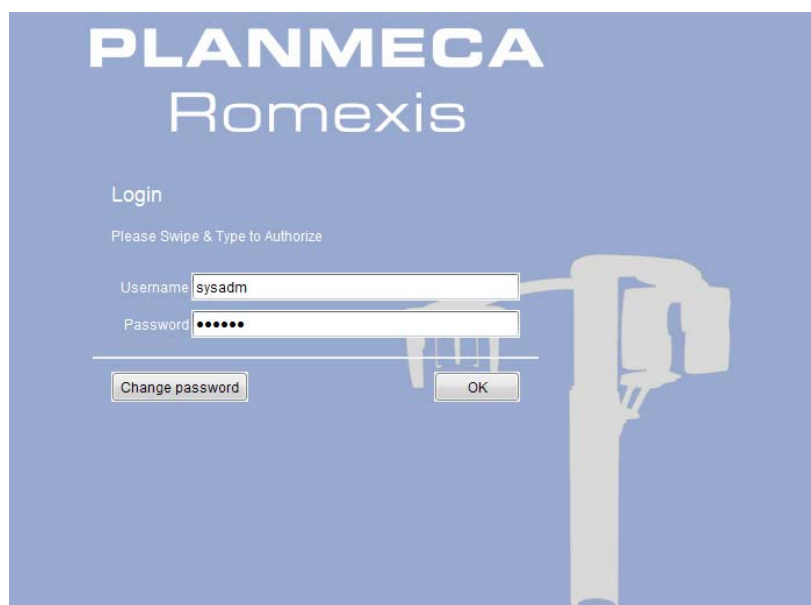 PLANMECA
Romexis
Login
Please Swipe & Type to Authorize
Username sysadm
Password ••••••
Change password OK